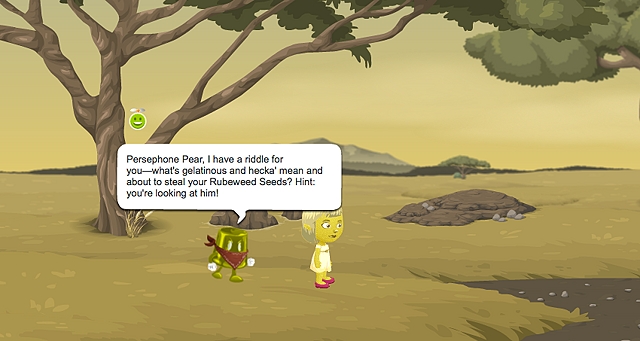 Persephone Pear, I have a riddle for
you—what's gelatinous and hecka' mean and
about to steal your Rubeweed Seeds? Hint:
you're looking at him!